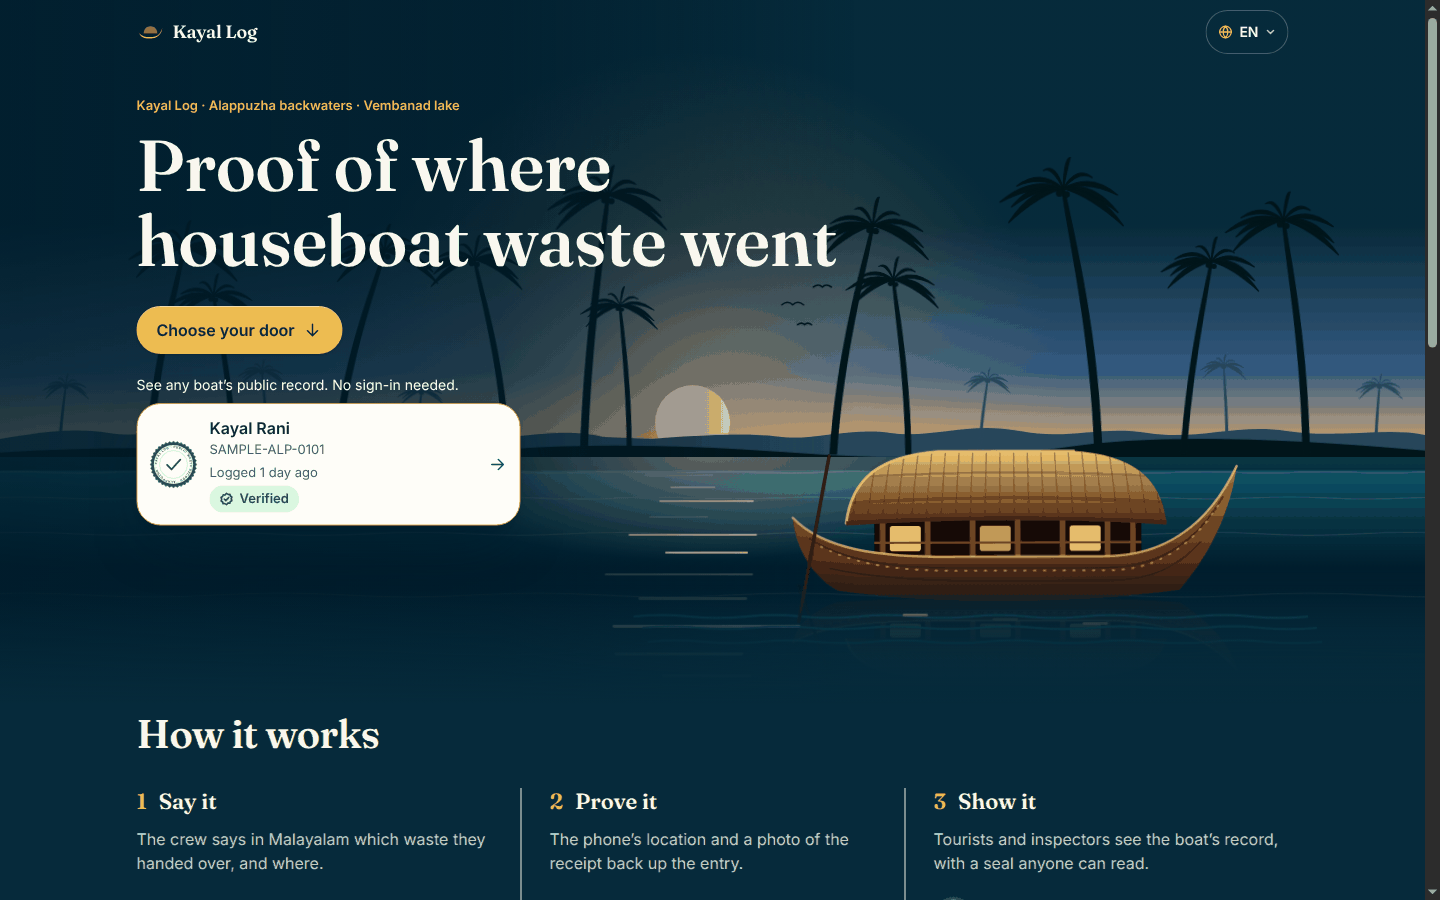 Kayal Log
EN
Kayal Log · Alappuzha backwaters · Vembanad lake
Proof of where
houseboat waste went
Choose your door
See any boat’s public record. No sign-in needed.
Kayal Rani
SAMPLE-ALP-0101
Logged 1 day ago
Verified
How it works
1 Say it
The crew says in Malayalam which waste they
handed over, and where.
2 Prove it
The phone’s location and a photo of the
receipt back up the entry.
3 Show it
Tourists and inspectors see the boat’s record,
with a seal anyone can read.